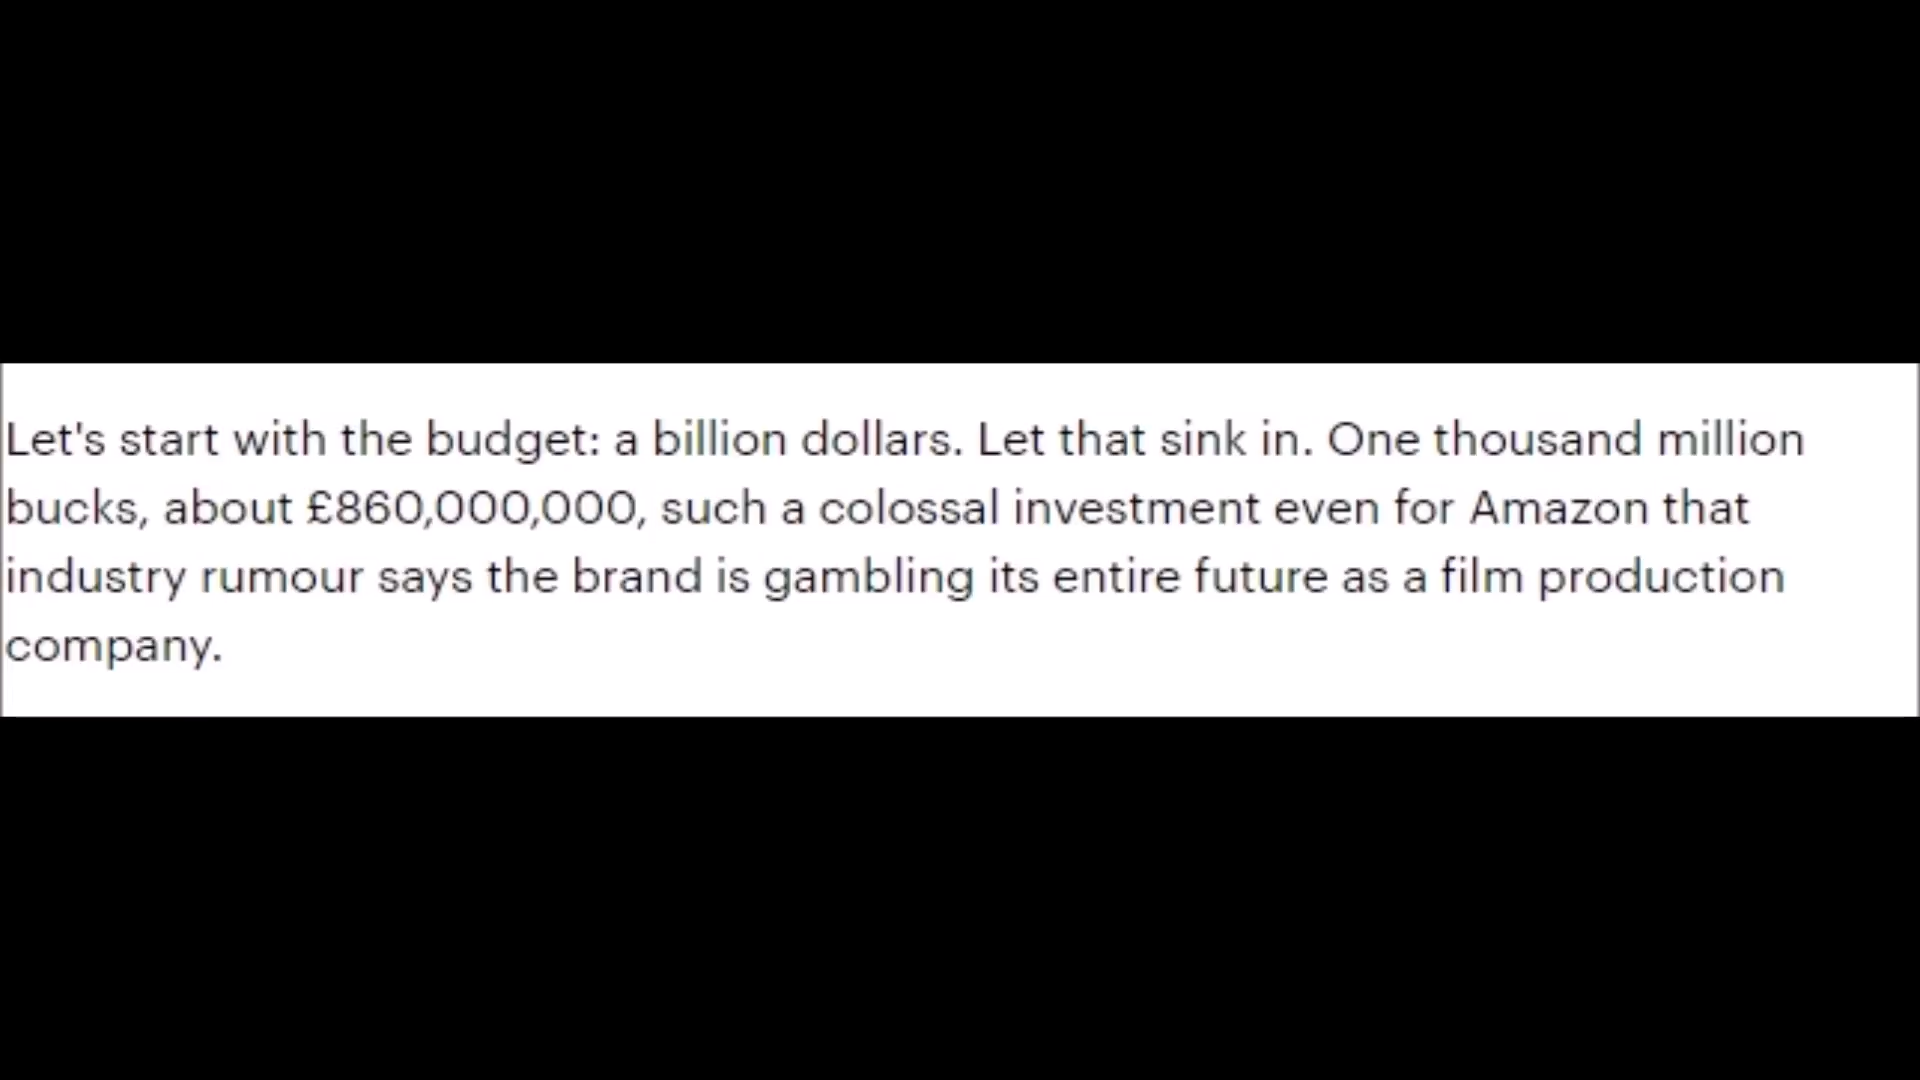 Let's start with the budget: a billion dollars. Let that sink in. One thousand million
bucks, about £860,000,000, such a colossal investment even for Amazon that
industry rumour says the brand is gambling its entire future as a film production
company.